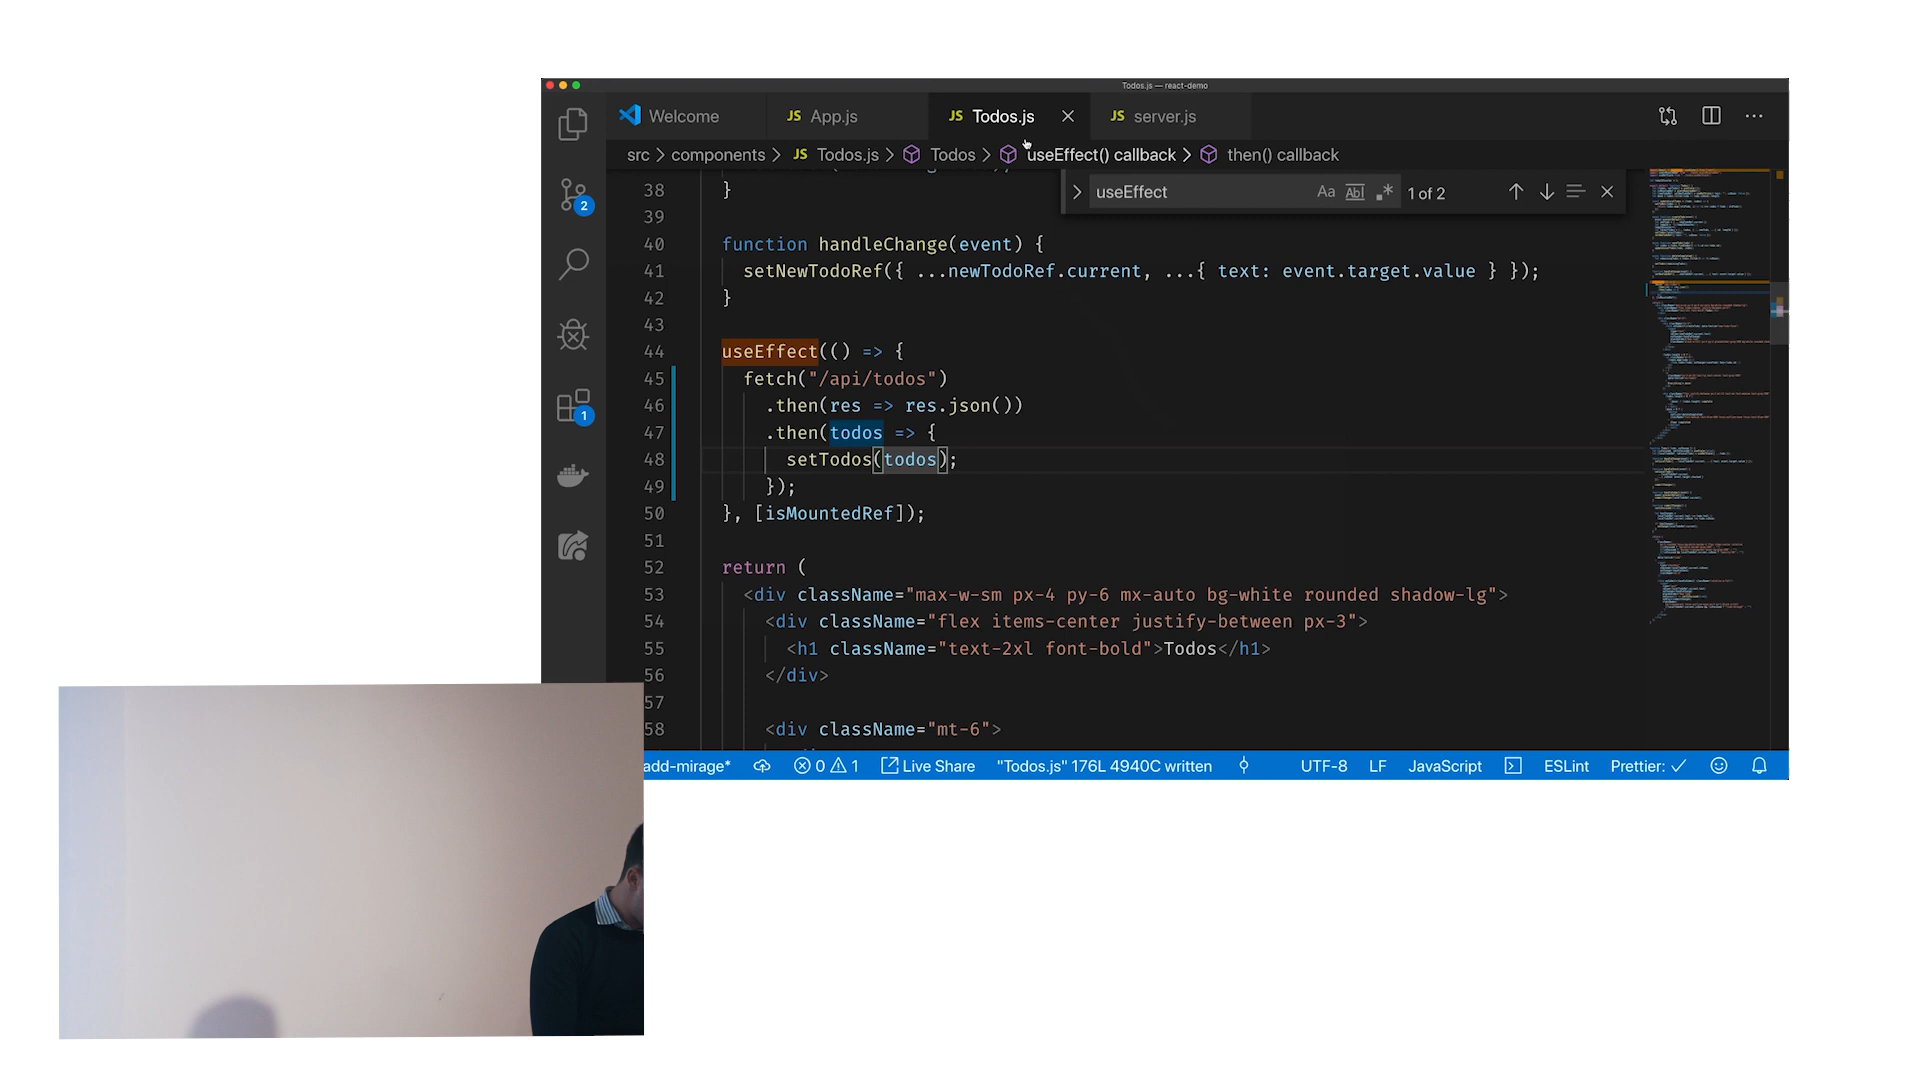 Todos.js — react-demo
Welcome
JS App.js
JS Todos.js
JS server.js
src > components > JS Todos.js > Todos > useEffect() callback > then() callback
useEffect
Aa Abl .* 1 of 2
38 }
39
40 function handleChange(event) {
41 setNewTodoRef({ ...newTodoRef.current, ...{ text: event.target.value } });
42 }
43
44 useEffect(() => {
45 fetch("/api/todos")
46 .then(res => res.json())
47 .then(todos => {
48 setTodos(todos);
49 });
50 }, [isMountedRef]);
51
52 return (
53 <div className="max-w-sm px-4 py-6 mx-auto bg-white rounded shadow-lg">
54 <div className="flex items-center justify-between px-3">
55 <h1 className="text-2xl font-bold">Todos</h1>
56 </div>
57
58 <div className="mt-6">
2
1
add-mirage* 0 1 Live Share "Todos.js" 176L 4940C written UTF-8 LF JavaScript ESLint Prettier: ✓